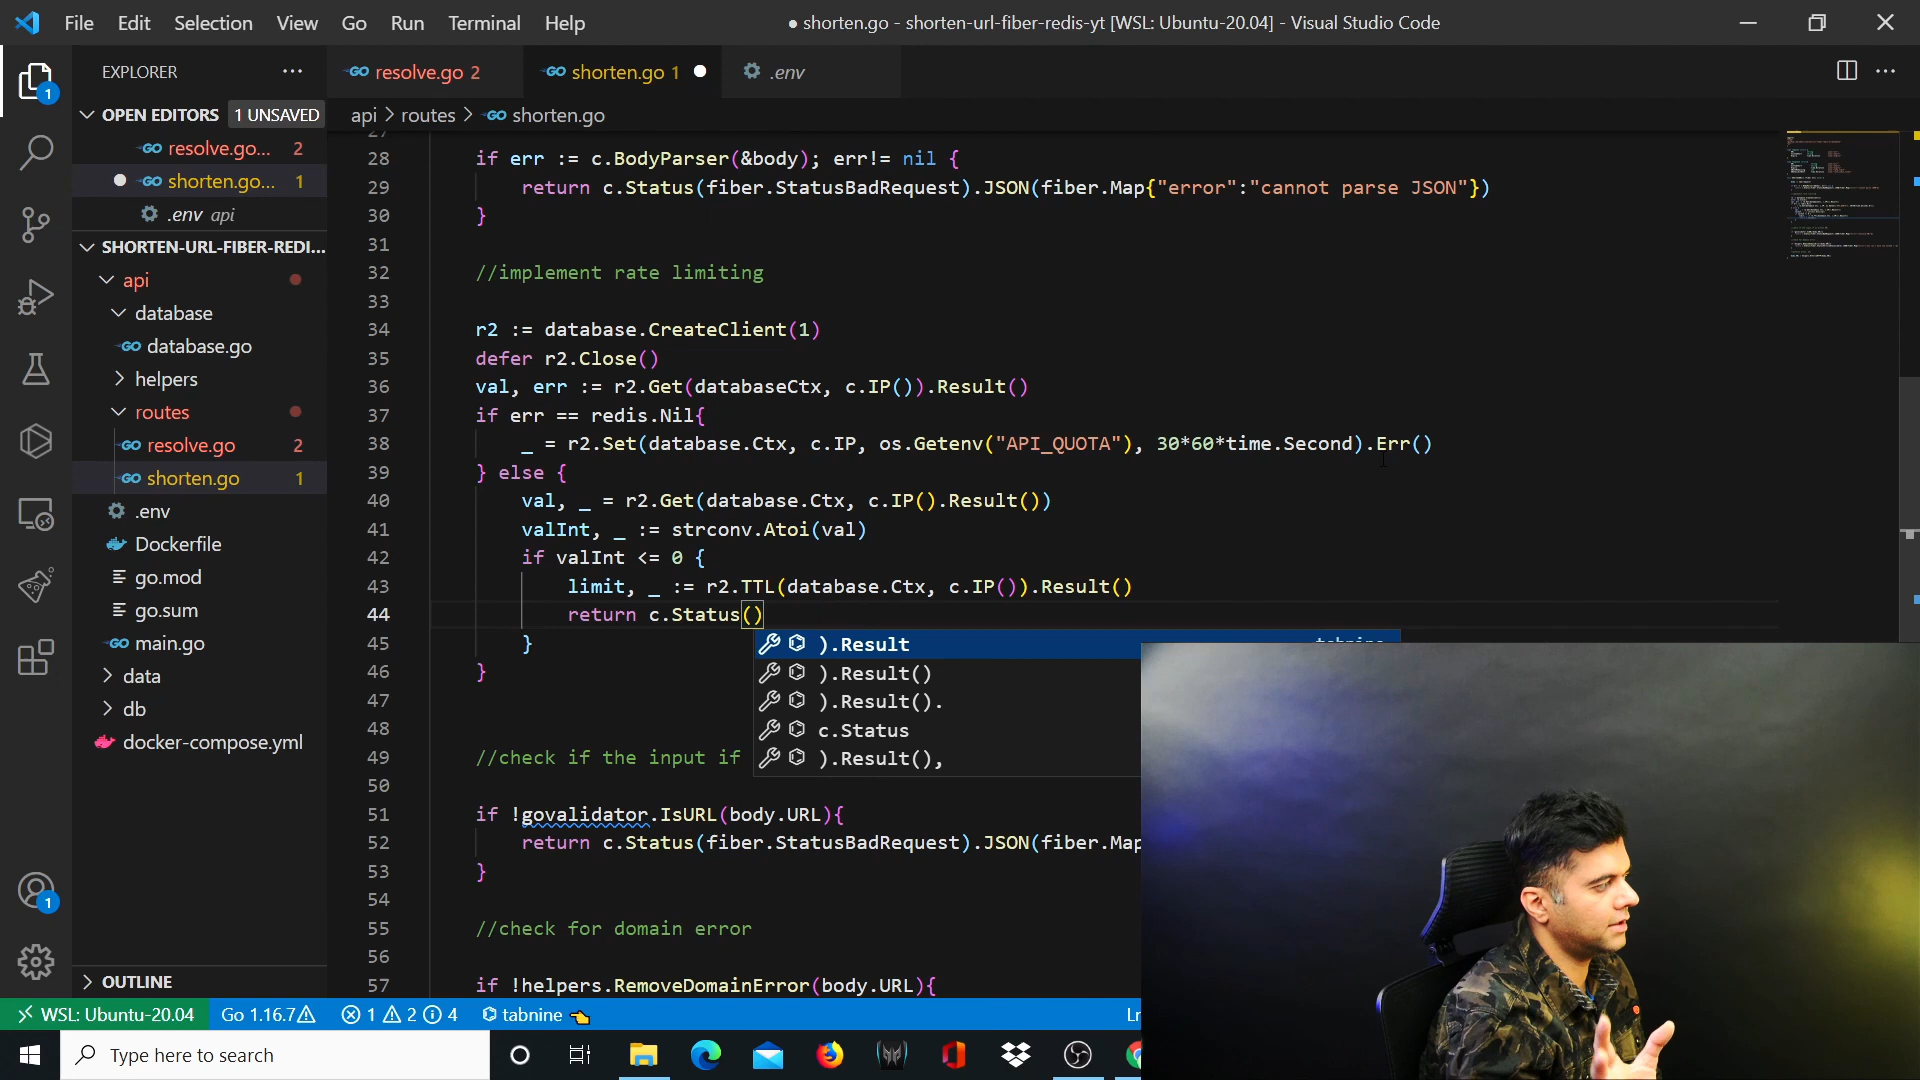 File Edit Selection View Go Run Terminal Help
● shorten.go - shorten-url-fiber-redis-yt [WSL: Ubuntu-20.04] - Visual Studio Code
EXPLORER ...
resolve.go 2 shorten.go 1 ● .env
OPEN EDITORS 1 UNSAVED
api > routes > shorten.go
resolve.go... 2
shorten.go... 1
.env api
SHORTEN-URL-FIBER-REDI...
api
database
database.go
helpers
routes
resolve.go 2
shorten.go 1
.env
Dockerfile
go.mod
go.sum
main.go
data
db
docker-compose.yml
OUTLINE
1
1
27
28 if err := c.BodyParser(&body); err!= nil {
29 return c.Status(fiber.StatusBadRequest).JSON(fiber.Map{"error":"cannot parse JSON"})
30 }
31
32 //implement rate limiting
33
34 r2 := database.CreateClient(1)
35 defer r2.Close()
36 val, err := r2.Get(databaseCtx, c.IP()).Result()
37 if err == redis.Nil{
38 _ = r2.Set(database.Ctx, c.IP, os.Getenv("API_QUOTA"), 30*60*time.Second).Err()
39 } else {
40 val, _ = r2.Get(database.Ctx, c.IP().Result())
41 valInt, _ := strconv.Atoi(val)
42 if valInt <= 0 {
43 limit, _ := r2.TTL(database.Ctx, c.IP()).Result()
44 return c.Status()
45 }
46 }
47
48
49 //check if the input if
50
51 if !govalidator.IsURL(body.URL){
52 return c.Status(fiber.StatusBadRequest).JSON(fiber.Map
53 }
54
55 //check for domain error
56
57 if !helpers.RemoveDomainError(body.URL){
).Result tabnine
).Result()
).Result().
c.Status
).Result(),
WSL: Ubuntu-20.04 Go 1.16.7 1 2 4 tabnine Ln
Type here to search